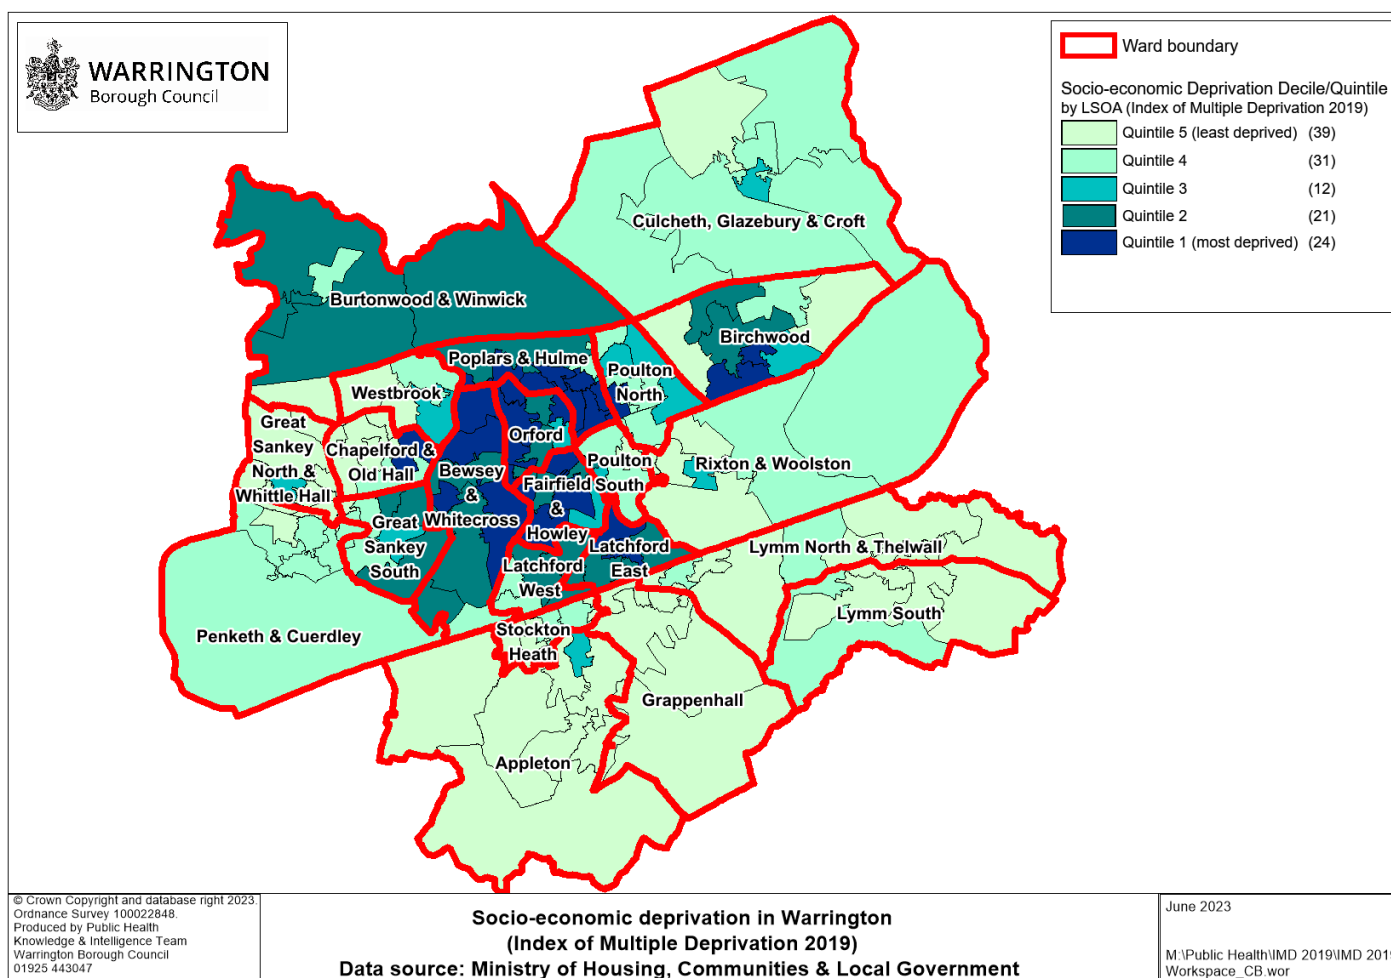 WARRINGTON
Borough Council
Ward boundary
Socio-economic Deprivation Decile/Quintile
by LSOA (Index of Multiple Deprivation 2019)
Quintile 5 (least deprived) (39)
Quintile 4 (31)
Quintile 3 (12)
Quintile 2 (21)
Quintile 1 (most deprived) (24)
Culcheth, Glazebury & Croft
Burtonwood & Winwick
Birchwood
Poplars & Hulme
Poulton
North
Westbrook
Great
Sankey
North &
Whittle Hall
Chapelford &
Old Hall
Orford
Bewsey
&
Whitecross
Poulton
South
Rixton & Woolston
Fairfield
&
Howley
Great
Sankey
South
Latchford
East
Lymm North & Thelwall
Latchford
West
Lymm South
Penketh & Cuerdley
Stockton
Heath
Grappenhall
Appleton
© Crown Copyright and database right 2023.
Ordnance Survey 100022848.
Produced by Public Health
Knowledge & Intelligence Team
Warrington Borough Council
01925 443047
Socio-economic deprivation in Warrington
(Index of Multiple Deprivation 2019)
Data source: Ministry of Housing, Communities & Local Government
June 2023
M:\Public Health\IMD 2019\IMD 201
Workspace_CB.wor